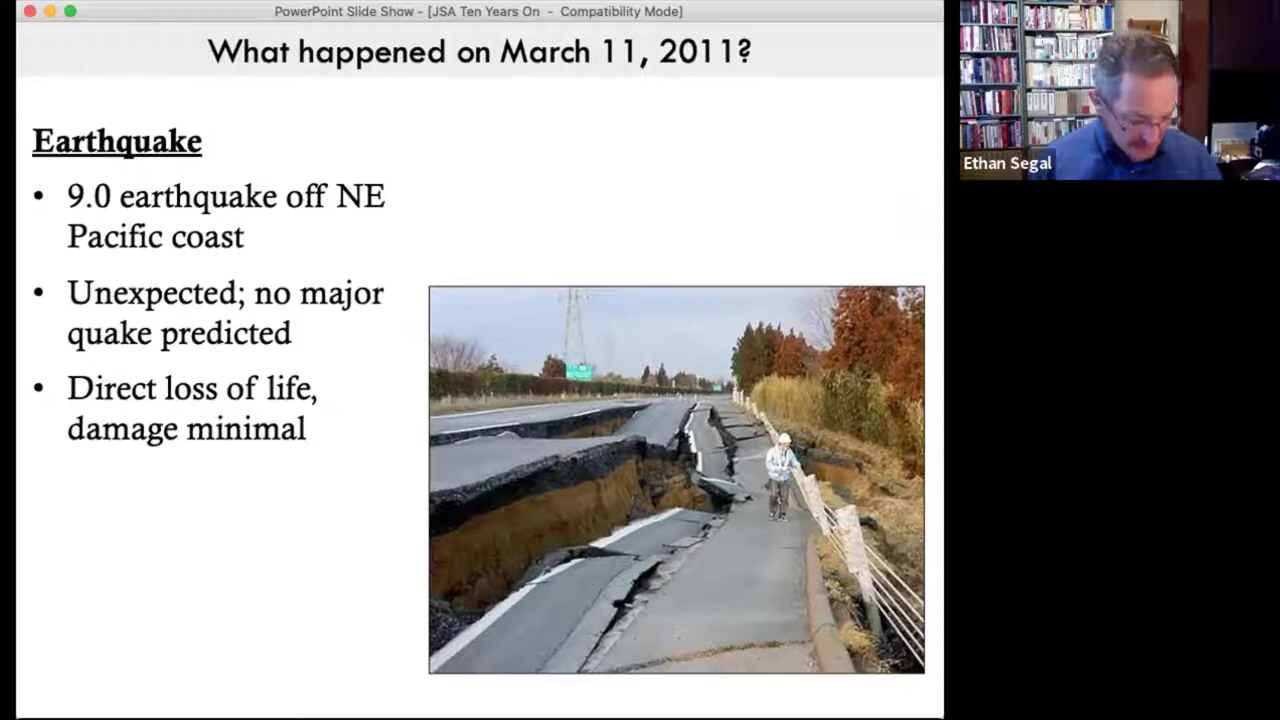 PowerPoint Slide Show - [JSA Ten Years On - Compatibility Mode]
What happened on March 11, 2011?
Earthquake
• 9.0 earthquake off NE
Pacific coast
• Unexpected; no major
quake predicted
• Direct loss of life,
damage minimal
Ethan Segal